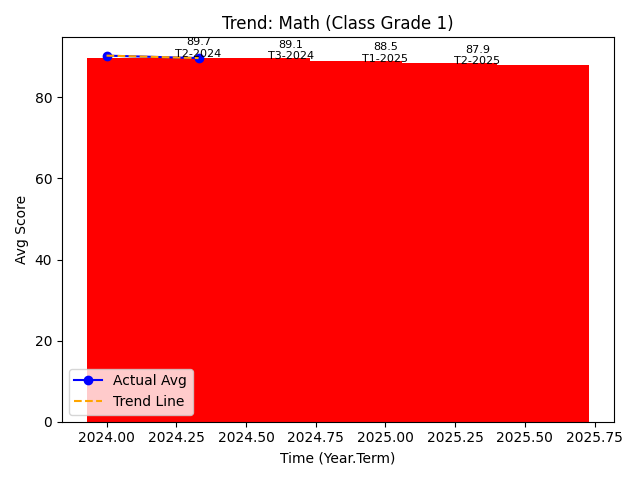 Trend: Math (Class Grade 1)
89.7
T2-2024
89.1
T3-2024
88.5
T1-2025
87.9
T2-2025
80
60
40
20
0
Avg Score
Actual Avg
Trend Line
2024.00 2024.25 2024.50 2024.75 2025.00 2025.25 2025.50 2025.75
Time (Year.Term)